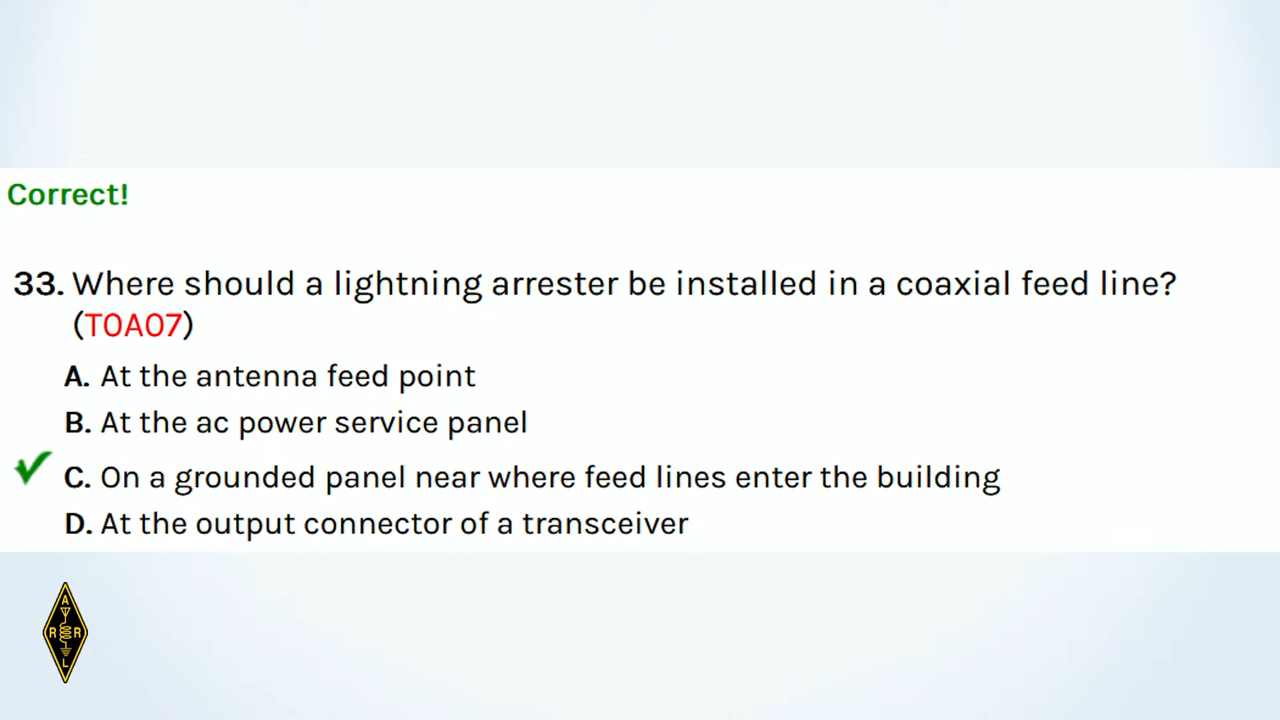 Correct!
33. Where should a lightning arrester be installed in a coaxial feed line?
(T0A07)
A. At the antenna feed point
B. At the ac power service panel
C. On a grounded panel near where feed lines enter the building
D. At the output connector of a transceiver
A
R R
L